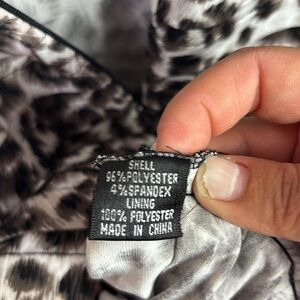 SHELL
96%POLYESTER
4%SPANDEX
LINING
100% POLYESTER
MADE IN CHINA